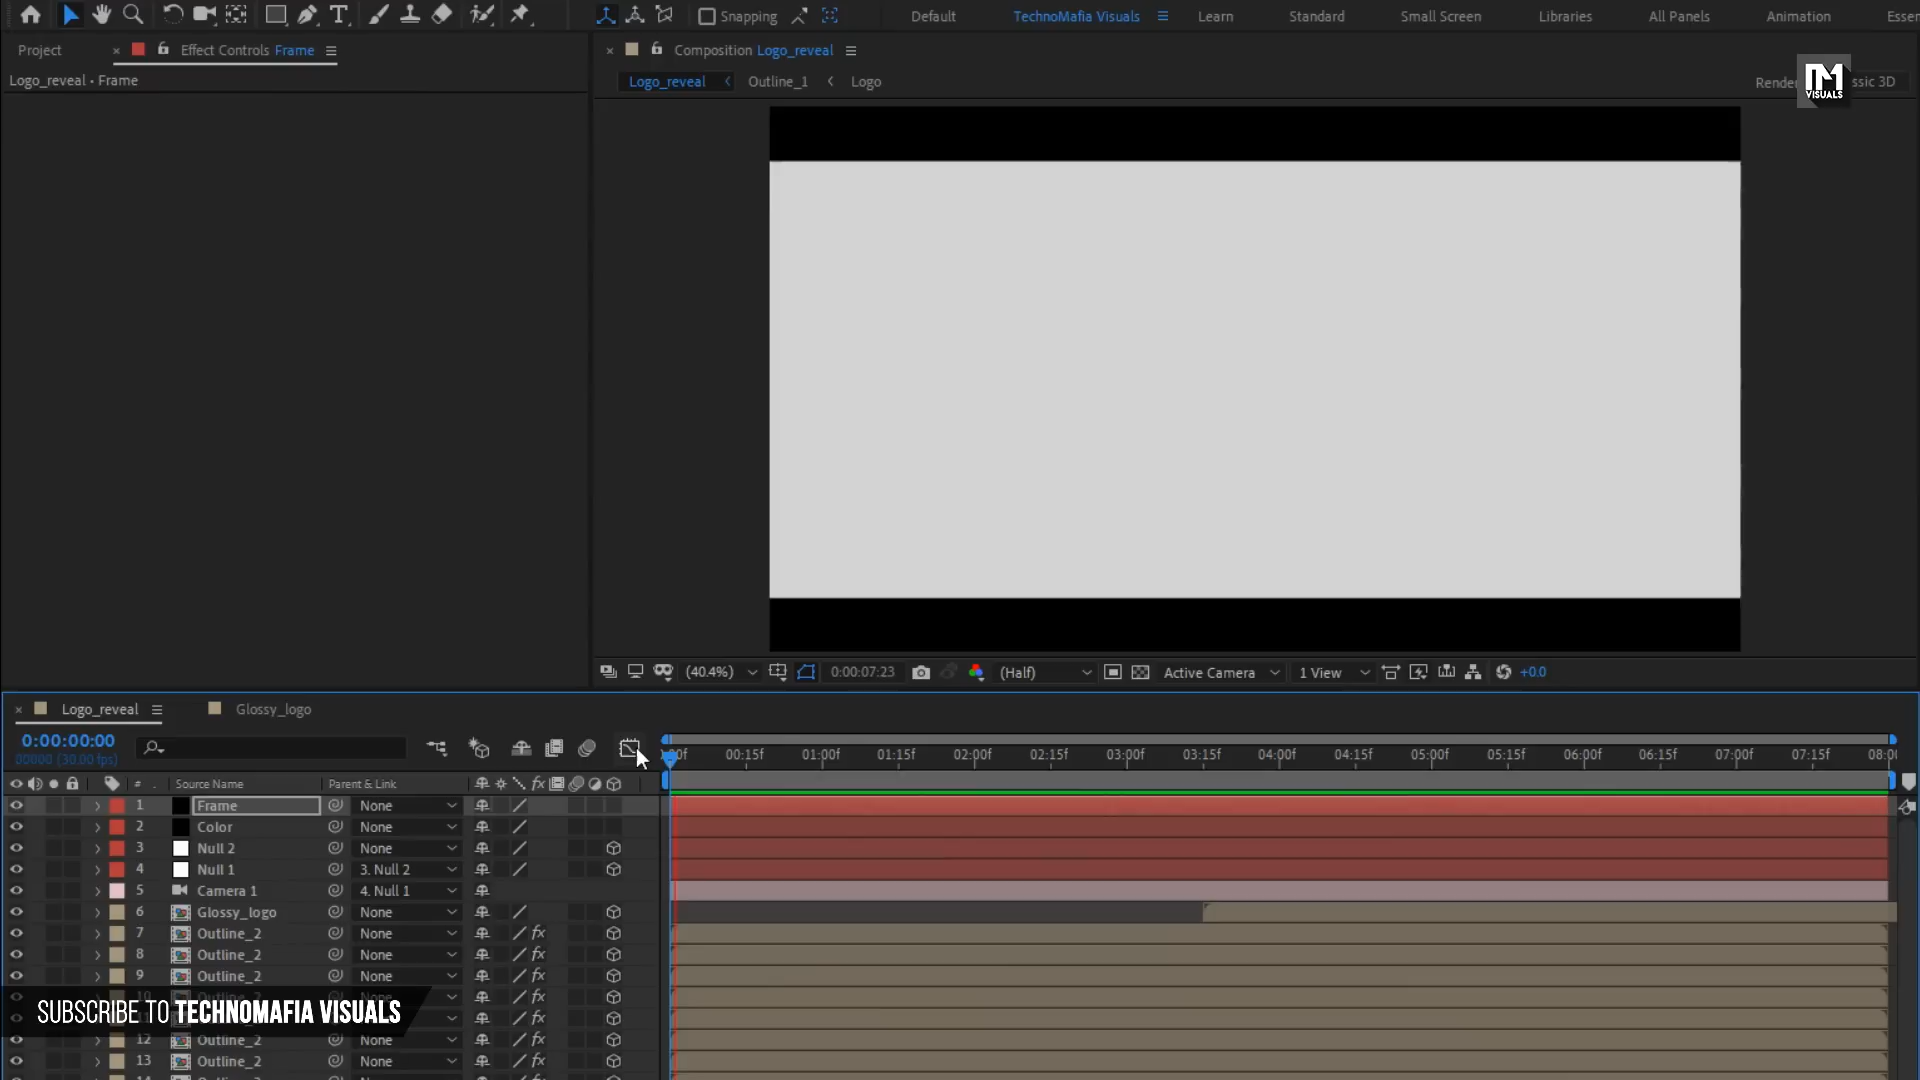 Snapping
Default
TechnoMafia Visuals
Learn
Standard
Small Screen
Libraries
All Panels
Animation
Project
Effect Controls Frame
Composition Logo_reveal
Logo_reveal • Frame
Logo_reveal
Outline_1
Logo
VISUALS
(40.4%)
0:00:07:23
(Half)
Active Camera
1 View
+0.0
Logo_reveal
Glossy_logo
0:00:00:00
00000 (30.00 fps)
00:15f
01:00f
01:15f
02:00f
02:15f
03:00f
03:15f
04:00f
04:15f
05:00f
05:15f
06:00f
06:15f
07:00f
07:15f
# Source Name Parent & Link
1 Frame None
2 Color None
3 Null 2 None
4 Null 1 3. Null 2
5 Camera 1 4. Null 1
6 Glossy_logo None
7 Outline_2 None
8 Outline_2 None
9 Outline_2 None
SUBSCRIBE TO TECHNOMAFIA VISUALS
12 Outline_2 None
13 Outline_2 None